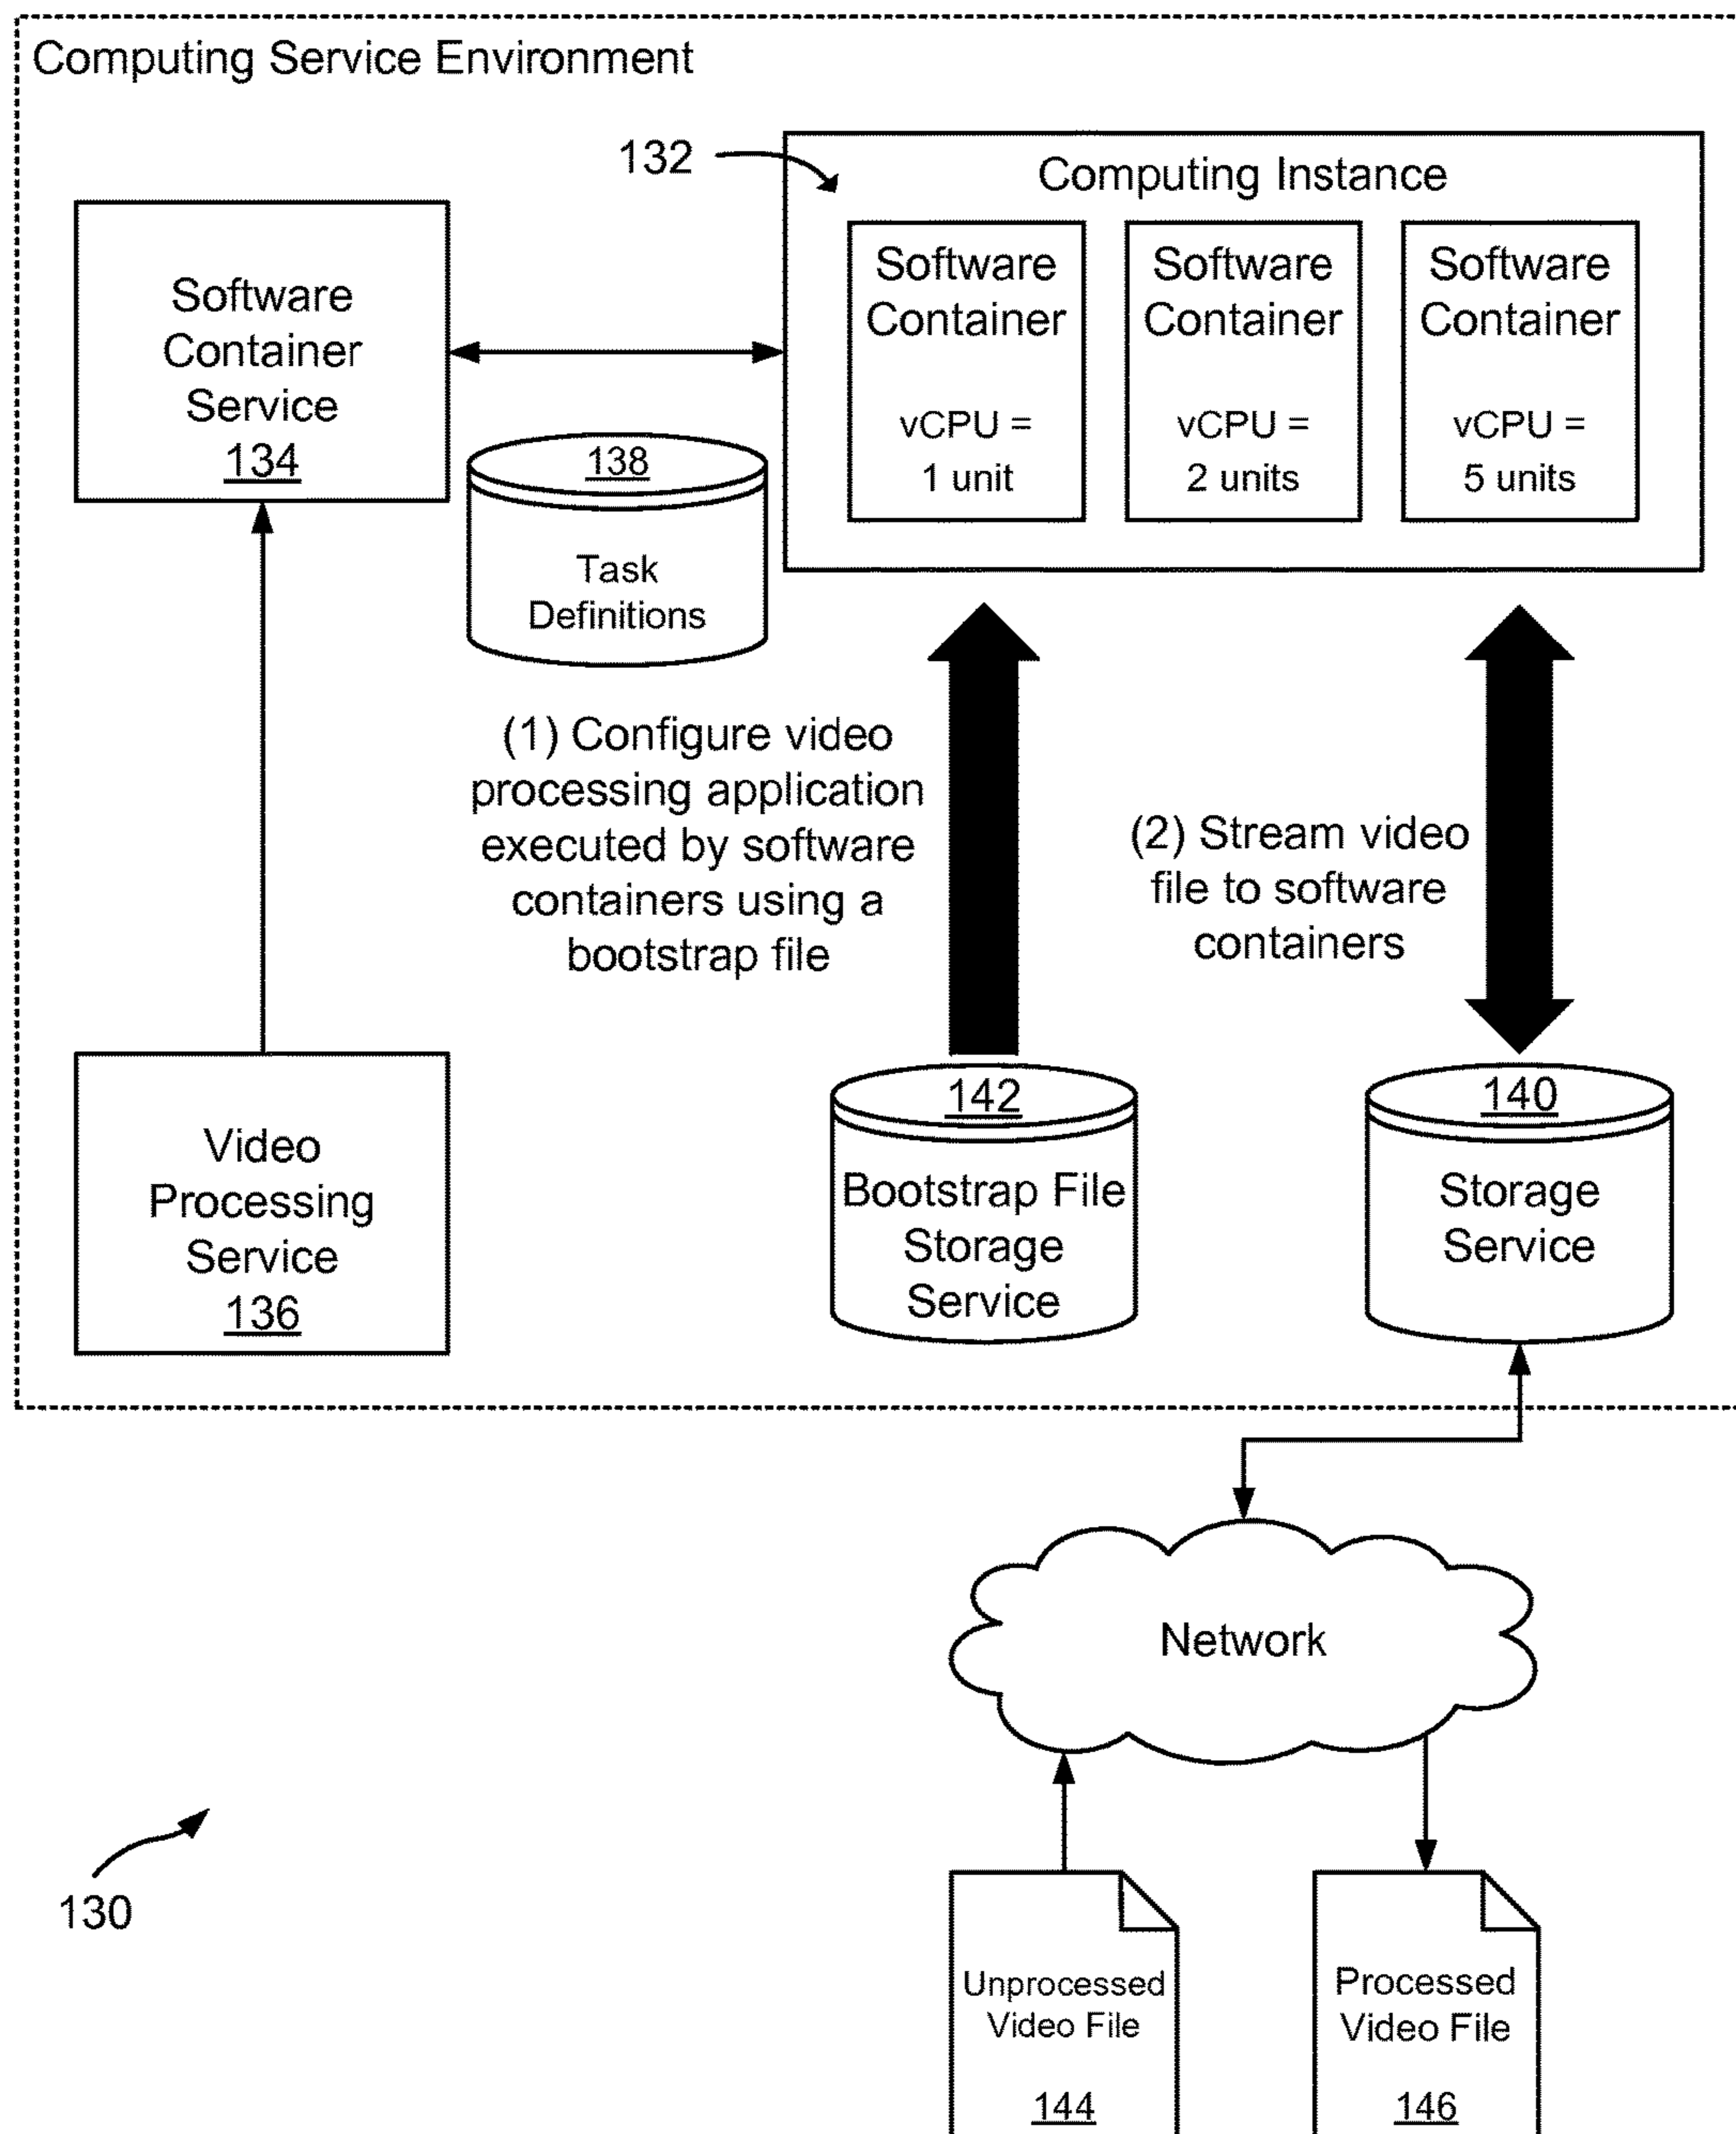 Computing Service Environment
132
Computing Instance
Software
Container
Service
134
Software
Container
vCPU =
1 unit
Software
Container
vCPU =
2 units
Software
Container
vCPU =
5 units
138
Task
Definitions
(1) Configure video
processing application
executed by software
containers using a
bootstrap file
(2) Stream video
file to software
containers
Video
Processing
Service
136
142
Bootstrap File
Storage
Service
140
Storage
Service
Network
130
Unprocessed
Video File
144
Processed
Video File
146